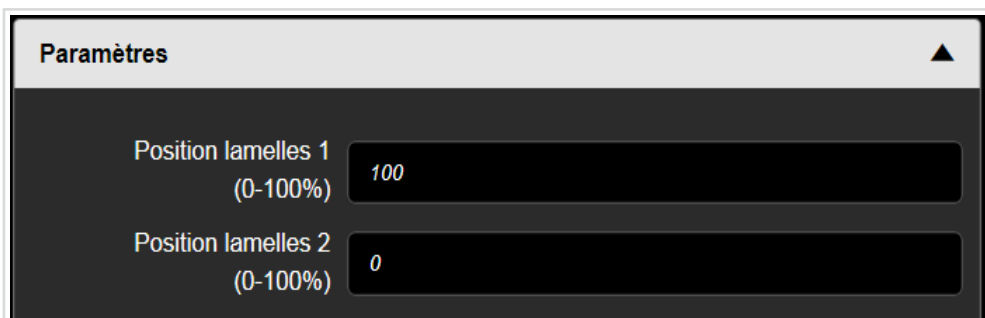 Paramètres
Position lamelles 1
(0-100%)
100
Position lamelles 2
(0-100%)
0